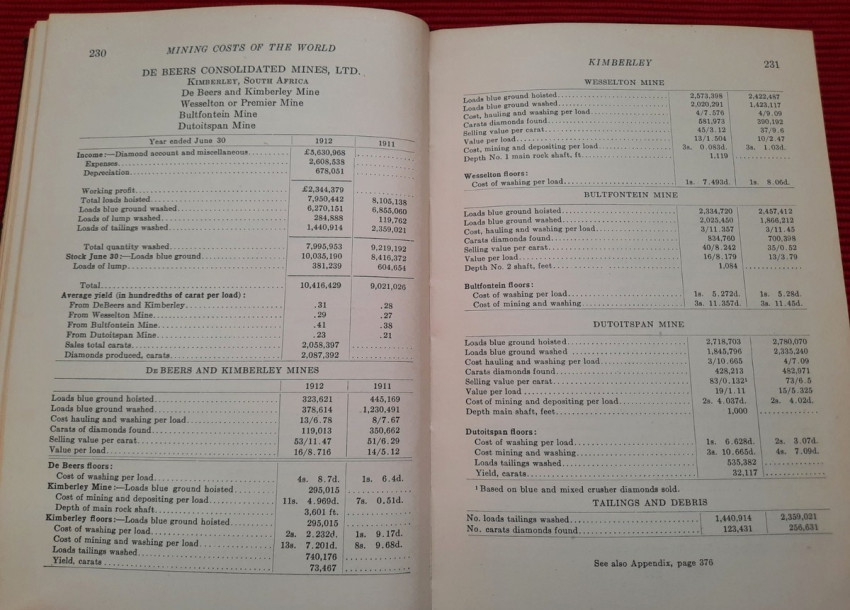 230
MINING COSTS OF THE WORLD
DE BEERS CONSOLIDATED MINES, LTD.
KIMBERLEY, SOUTH AFRICA
De Beers and Kimberley Mine
Wesselton or Premier Mine
Bultfontein Mine
Dutoitspan Mine
Year ended June 30 1912 1911
Income:—Diamond account and miscellaneous £5,630,968
Expenses 2,608,538
Depreciation 678,051
Working profit £2,344,379
Total loads hoisted 7,950,442 8,105,138
Loads blue ground washed 6,270,151 6,855,060
Loads of lump washed 284,888 119,762
Loads of tailings washed 1,440,914 2,359,021
Total quantity washed 7,995,953 9,219,192
Stock June 30:—Loads blue ground 10,035,190 8,416,372
Loads of lump 381,239 604,654
Total 10,416,429 9,021,026
Average yield (in hundredths of carat per load):
From DeBeers and Kimberley .31 .28
From Wesselton Mine .29 .27
From Bultfontein Mine .41 .38
From Dutoitspan Mine .23 .21
Sales total carats 2,058,397
Diamonds produced, carats 2,087,392
DE BEERS AND KIMBERLEY MINES
1912 1911
Loads blue ground hoisted 323,621 445,169
Loads blue ground washed 378,614 1,230,491
Cost hauling and washing per load 13/6.78 8/7.67
Carats of diamonds found 119,013 350,662
Selling value per carat 53/11.47 51/6.29
Value per load 16/8.716 14/5.12
De Beers floors:
Cost of washing per load 4s. 8.7d. 1s. 6.4d.
Kimberley Mine:—Loads blue ground hoisted 295,015
Cost of mining and depositing per load 11s. 4.969d. 7s. 0.51d.
Depth of main rock shaft 3,601 ft.
Kimberley floors:—Loads blue ground hoisted 295,015
Cost of washing per load 2s. 2.232d. 1s. 9.17d.
Cost of mining and washing per load 13s. 7.201d. 8s. 9.68d.
Loads tailings washed 740,176
Yield, carats 73,467
KIMBERLEY
231
WESSELTON MINE
Loads blue ground hoisted 2,573,398 2,422,487
Loads blue ground washed 2,020,291 1,423,117
Cost, hauling and washing per load 4/7.576 4/9.09
Carats diamonds found 581,973 390,192
Selling value per carat 45/3.12 37/9.6
Value per load 13/1.504 10/2.47
Cost, mining and depositing per load 3s. 0.083d. 3s. 1.03d.
Depth No. 1 main rock shaft, ft. 1,119
Wesselton floors:
Cost of washing per load 1s. 7.493d. 1s. 8.06d.
BULTFONTEIN MINE
Loads blue ground hoisted 2,334,720 2,457,412
Loads blue ground washed 2,025,450 1,866,212
Cost, hauling and washing per load 3/11.357 3/11.45
Carats diamonds found 834,760 700,398
Selling value per carat 40/8.242 35/0.52
Value per load 16/8.179 13/3.79
Depth No. 2 shaft, feet 1,084
Bultfontein floors:
Cost of washing per load 1s. 5.272d. 1s. 5.28d.
Cost of mining and washing 3s. 11.357d. 3s. 11.45d.
DUTOITSPAN MINE
Loads blue ground hoisted 2,718,703 2,780,070
Loads blue ground washed 1,845,796 2,335,240
Cost hauling and washing per load 3/10.665 4/7.09
Carats diamonds found 428,213 482,971
Selling value per carat 83/0.132¹ 73/6.5
Value per load 19/1.11 15/5.325
Cost of mining and depositing per load 2s. 4.037d. 2s. 4.02d.
Depth main shaft, feet 1,000
Dutoitspan floors:
Cost of washing per load 1s. 6.628d. 2s. 3.07d.
Cost mining and washing 3s. 10.665d. 4s. 7.09d.
Loads tailings washed 535,382
Yield, carats 32,117
¹ Based on blue and mixed crusher diamonds sold.
TAILINGS AND DEBRIS
No. loads tailings washed 1,440,914 2,359,021
No. carats diamonds found 123,431 256,631
See also Appendix, page 376